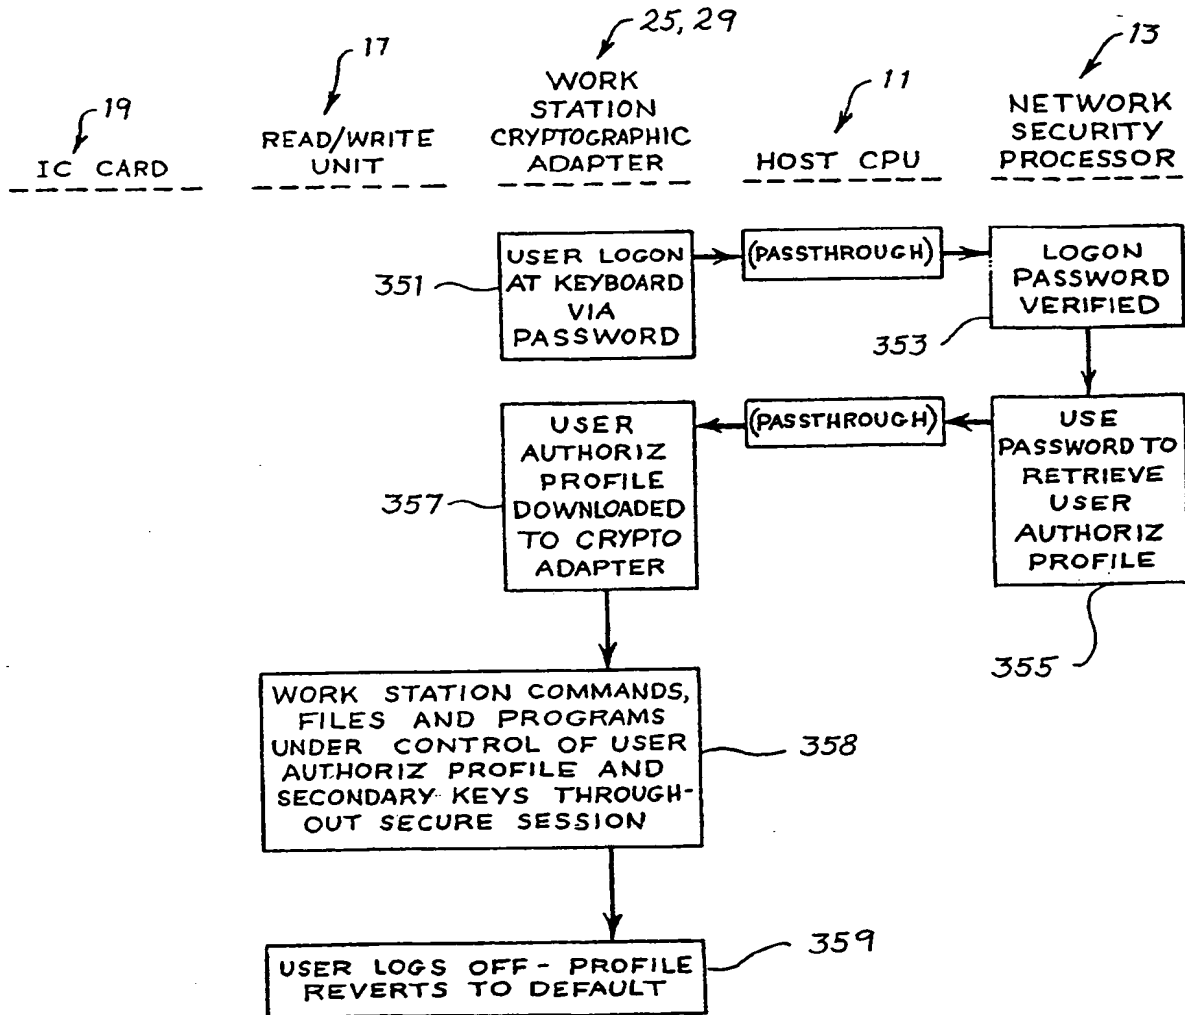 19
IC CARD
17
READ/WRITE
UNIT
25, 29
WORK
STATION
CRYPTOGRAPHIC
ADAPTER
11
HOST CPU
13
NETWORK
SECURITY
PROCESSOR
351
USER LOGON
AT KEYBOARD
VIA
PASSWORD
(PASSTHROUGH)
LOGON
PASSWORD
VERIFIED
353
357
USER
AUTHORIZ
PROFILE
DOWNLOADED
TO CRYPTO
ADAPTER
(PASSTHROUGH)
USE
PASSWORD TO
RETRIEVE
USER
AUTHORIZ
PROFILE
355
WORK STATION COMMANDS,
FILES AND PROGRAMS
UNDER CONTROL OF USER
AUTHORIZ PROFILE AND
SECONDARY KEYS THROUGH-
OUT SECURE SESSION
358
USER LOGS OFF - PROFILE
REVERTS TO DEFAULT
359